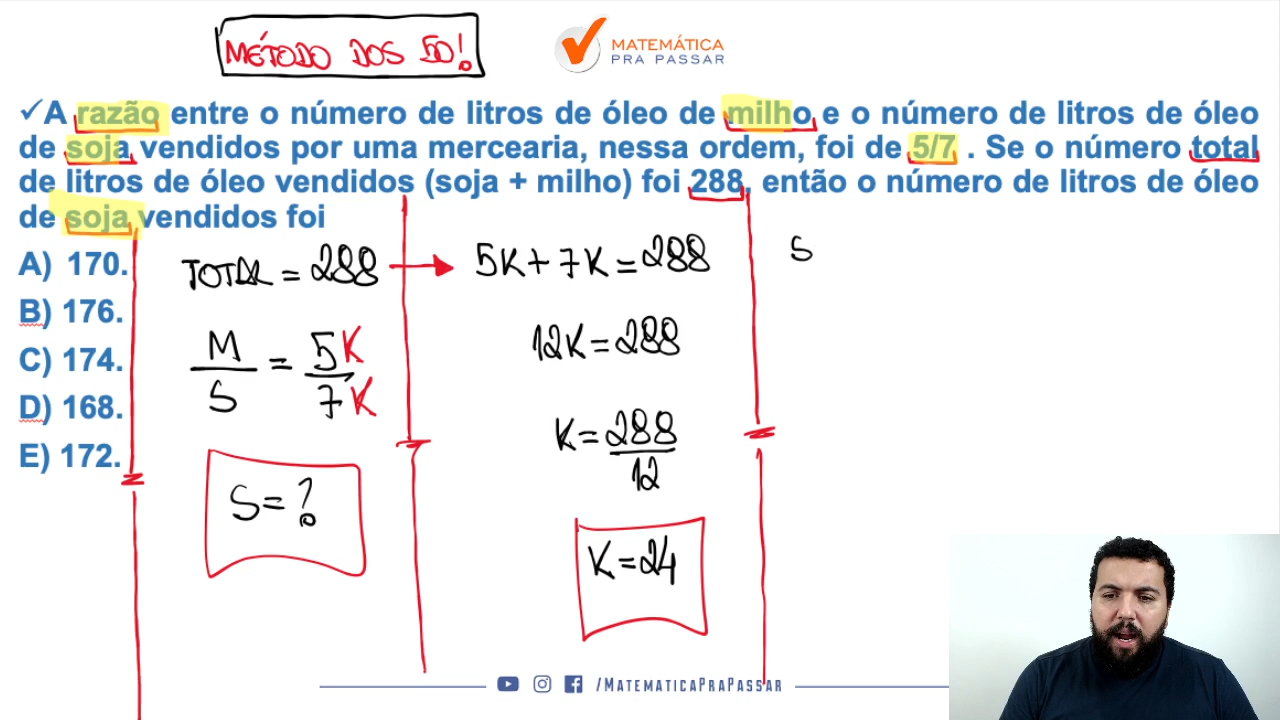 MÉTODO DOS 50!
MATEMÁTICA
PRA PASSAR
✓A razão entre o número de litros de óleo de milho e o número de litros de óleo
de soja vendidos por uma mercearia, nessa ordem, foi de 5/7 . Se o número total
de litros de óleo vendidos (soja + milho) foi 288, então o número de litros de óleo
de soja vendidos foi
A) 170.
B) 176.
C) 174.
D) 168.
E) 172.
TOTAL = 288
M
S
=
5K
7K
S = ?
5K + 7K = 288
12K = 288
K = 288
12
K = 24
S
/MATEMATICAPRAPASSAR